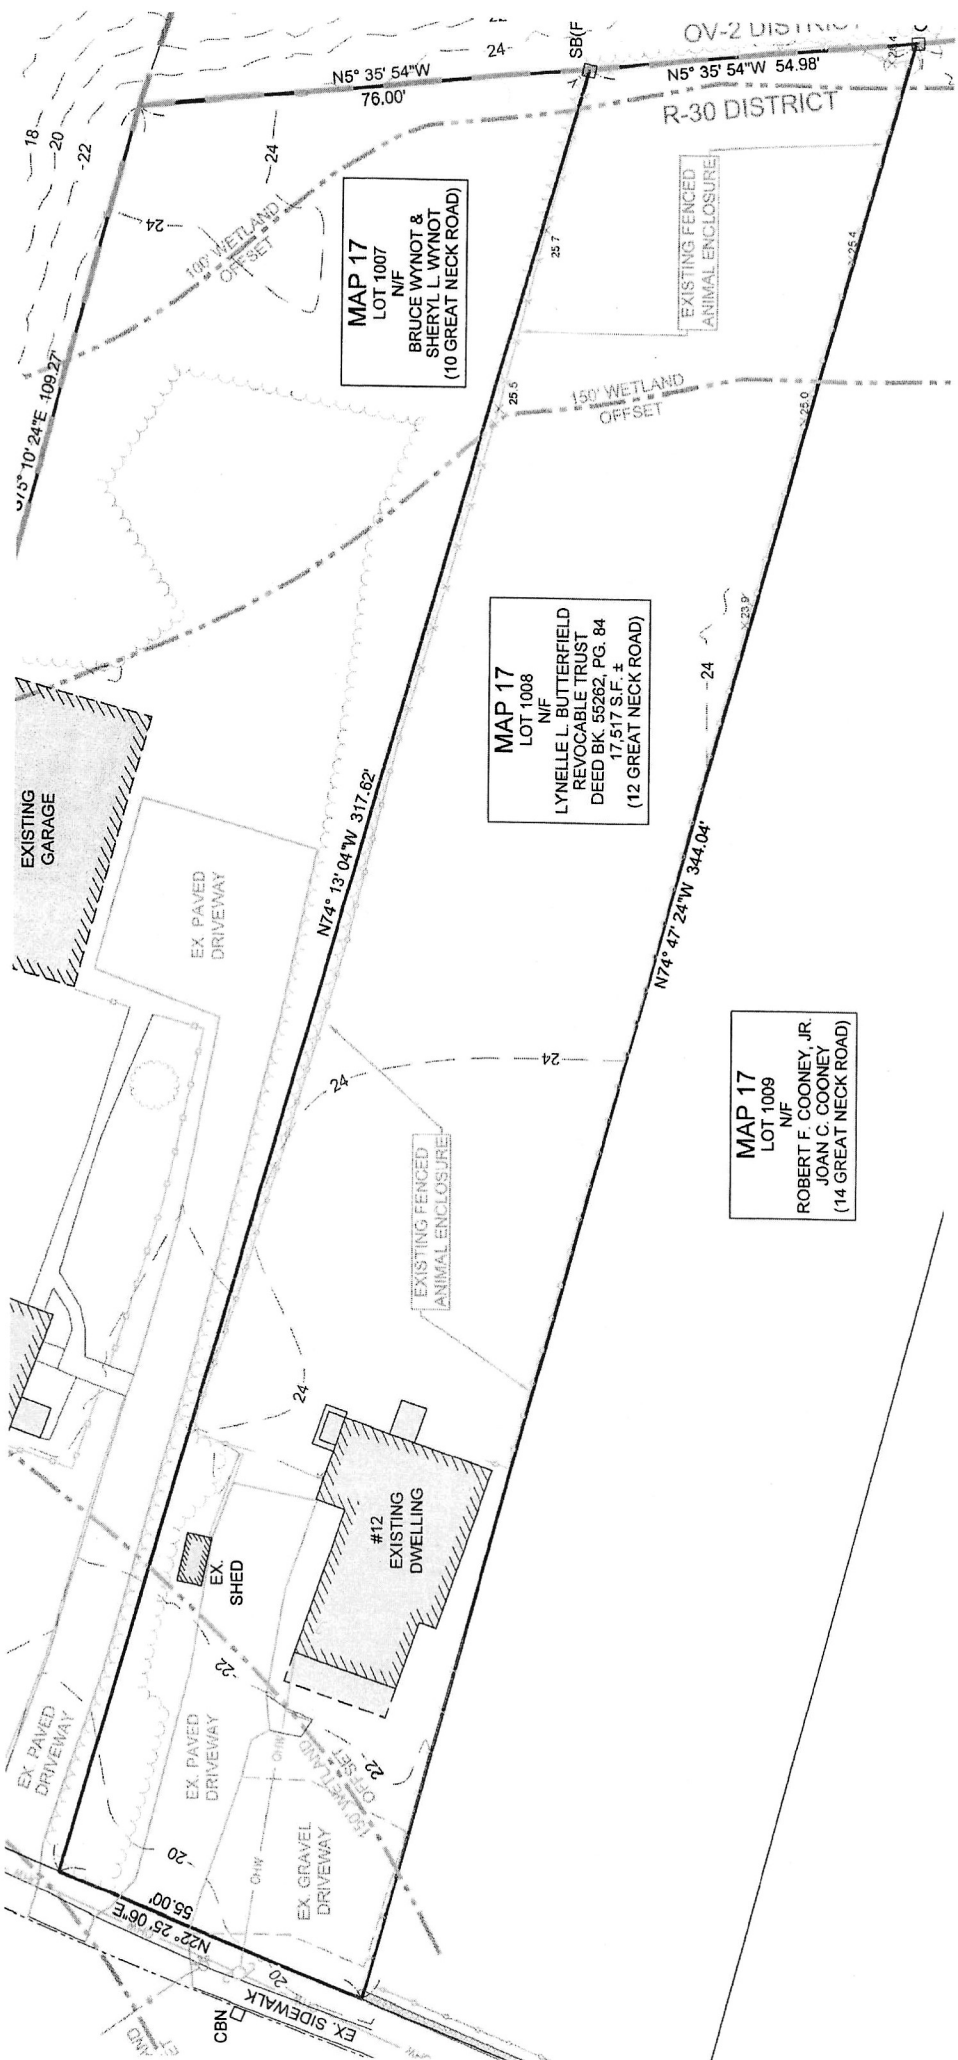 OV-2 DISTRICT
R-30 DISTRICT
N5° 35' 54"W
76.00'
N5° 35' 54"W 54.98'
24
18
20
22
24
24
100' WETLAND
OFFSET
S75° 10' 24"E 109.27'
MAP 17
LOT 1007
N/F
BRUCE WYNOT &
SHERYL L. WYNOT
(10 GREAT NECK ROAD)
EXISTING FENCED
ANIMAL ENCLOSURE
25.7
25.4
25.5
25.0
23.9
150' WETLAND
OFFSET
MAP 17
LOT 1008
N/F
LYNELLE L. BUTTERFIELD
REVOCABLE TRUST
DEED BK. 55262, PG. 84
17,517 S.F. ±
(12 GREAT NECK ROAD)
24
EXISTING
GARAGE
EX. PAVED
DRIVEWAY
N74° 13' 04"W 317.62'
N74° 47' 24"W 344.04'
24
24
EXISTING FENCED
ANIMAL ENCLOSURE
MAP 17
LOT 1009
N/F
ROBERT F. COONEY, JR.
JOAN C. COONEY
(14 GREAT NECK ROAD)
24
#12
EXISTING
DWELLING
EX.
SHED
22
22
EX. PAVED
DRIVEWAY
EX. PAVED
DRIVEWAY
150' WETLAND
OFFSET
EX. GRAVEL
DRIVEWAY
OHW
OHW
20
20
N22° 25' 06"E
55.00'
EX. SIDEWALK
CBN